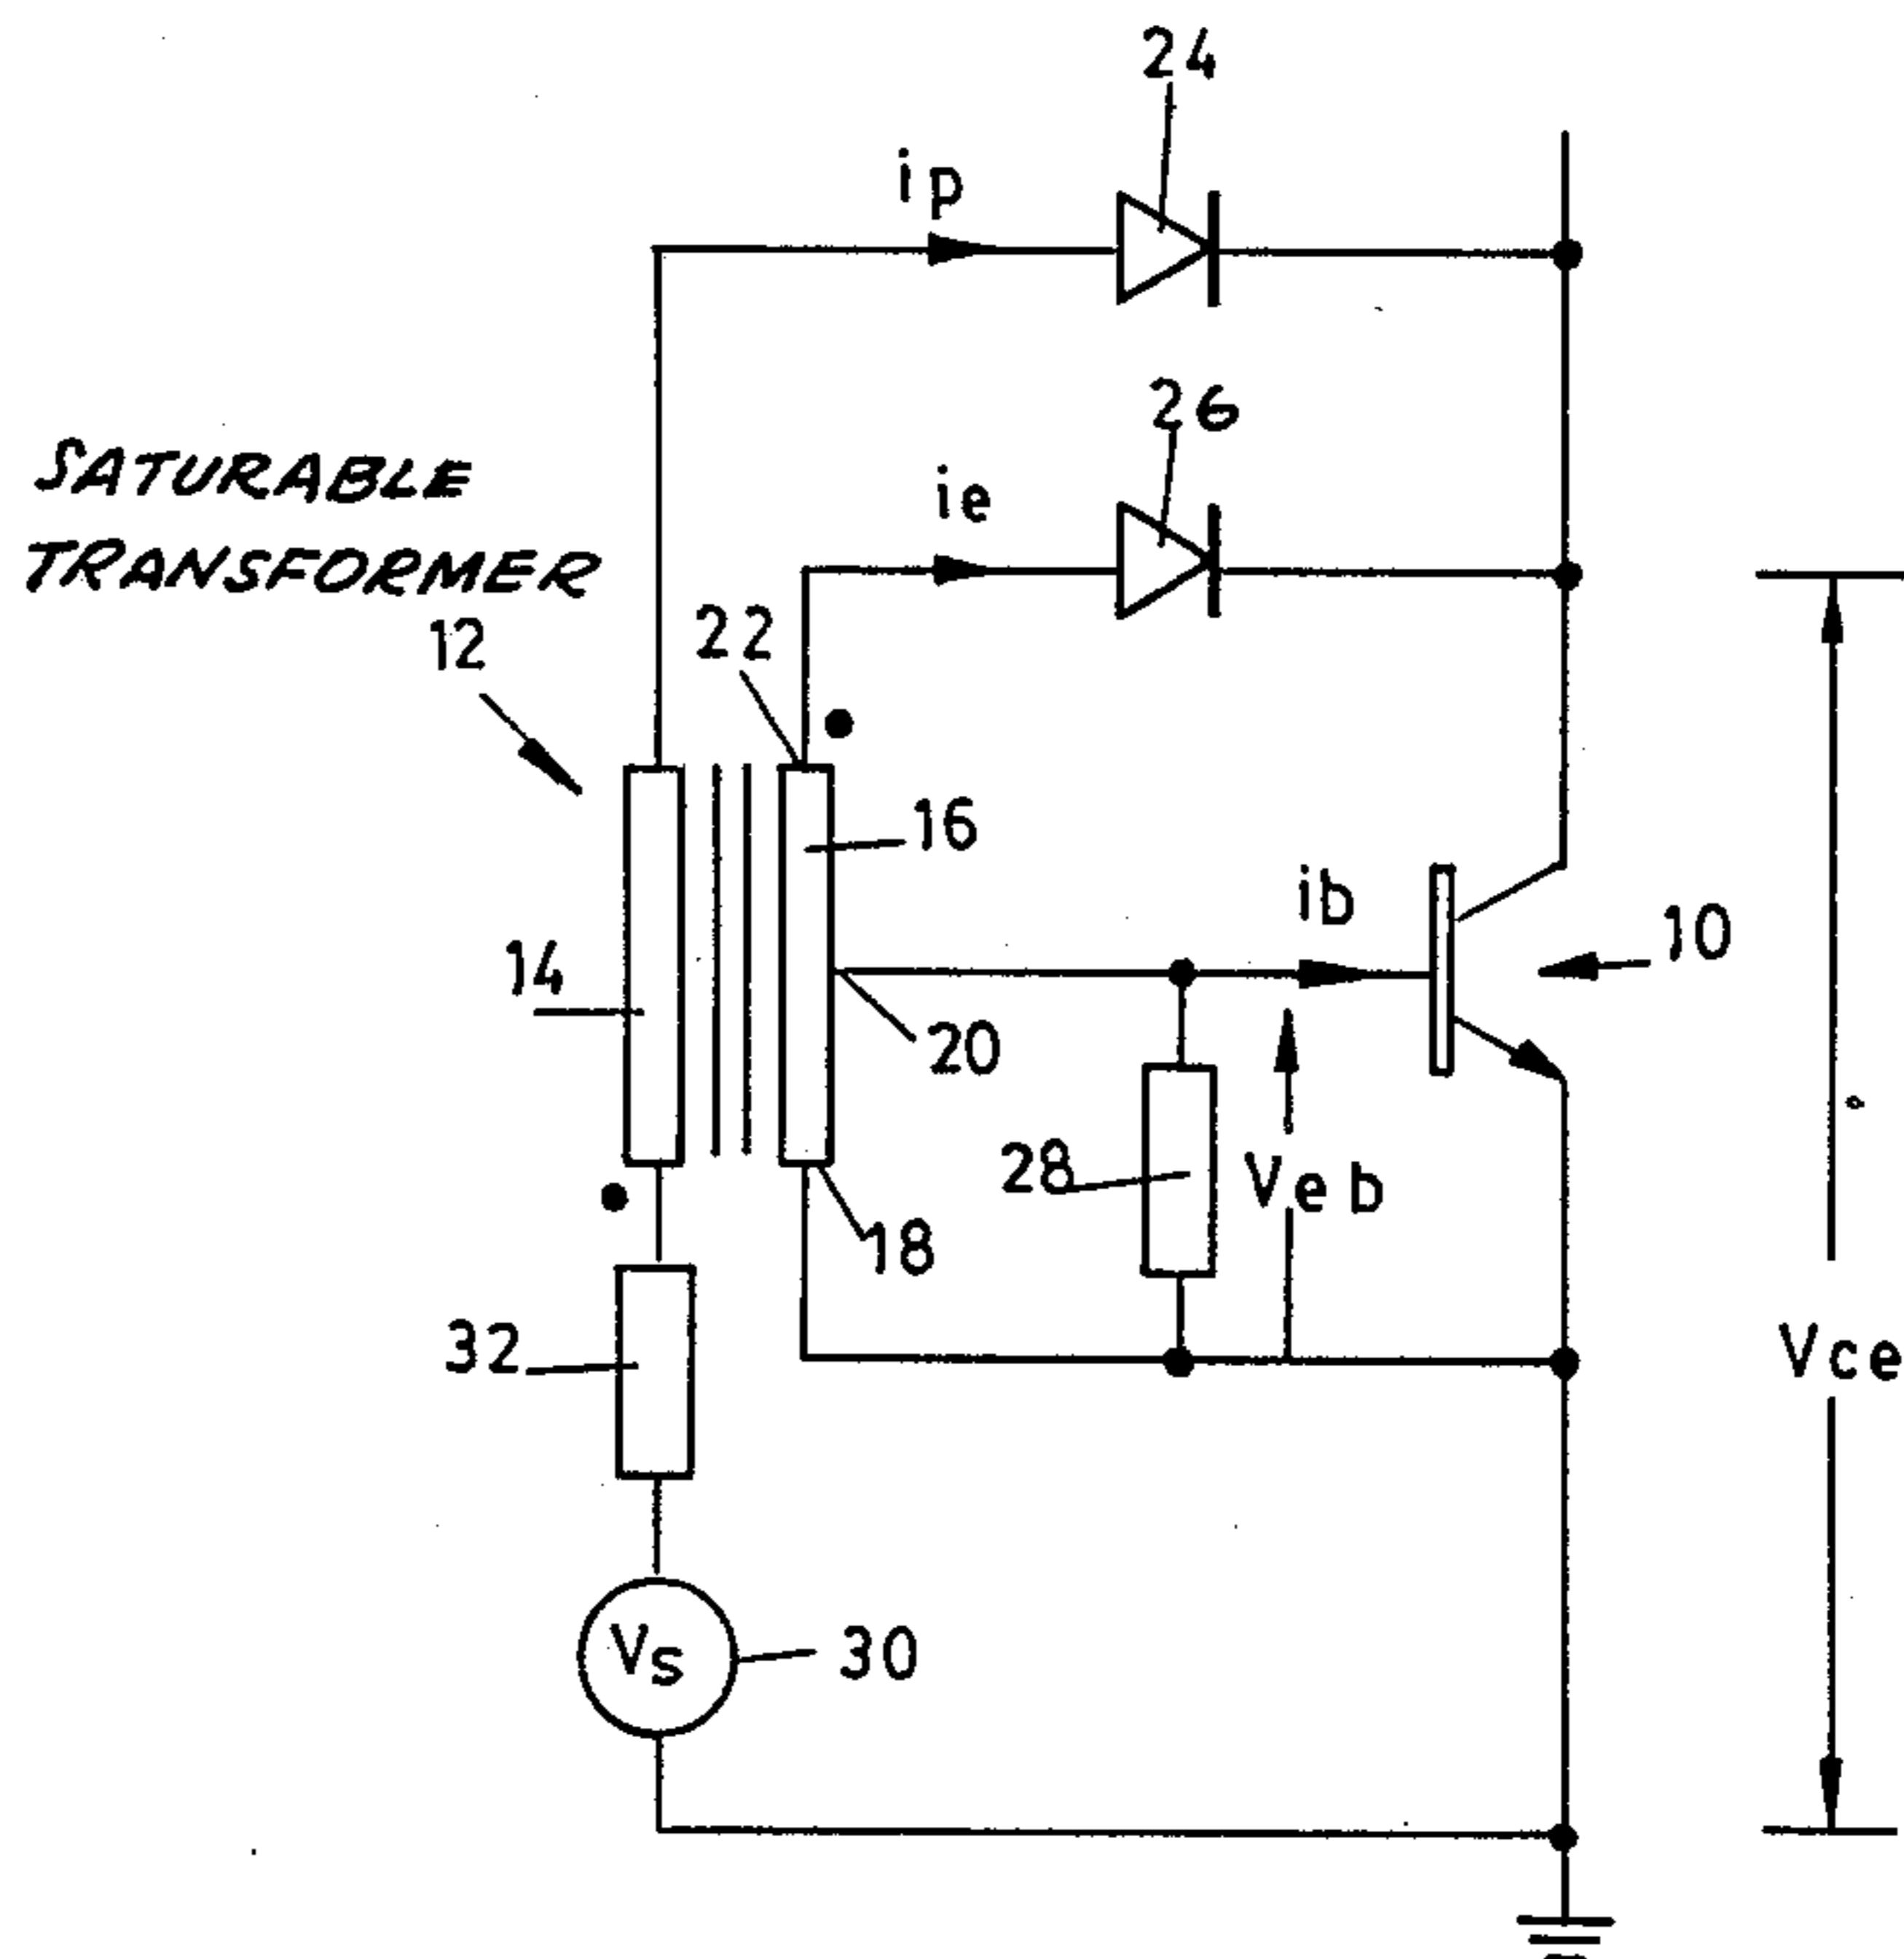 24
ip
26
SATURABLE
TRANSFORMER
ie
12
22
16
ib
10
14
20
28
Veb
18
32
Vce
Vs
30